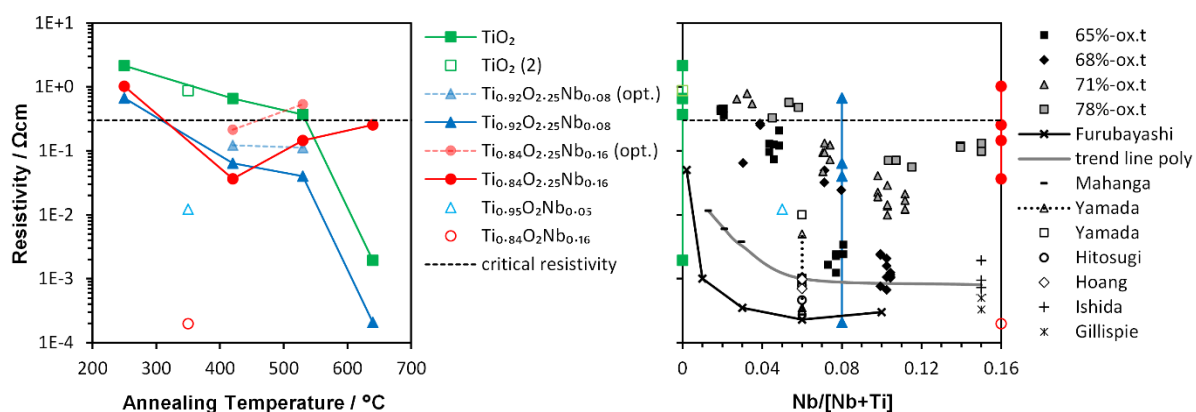 1E+1
1E+0
1E-1
1E-2
1E-3
1E-4
Resistivity / Ωcm
200 300 400 500 600 700
Annealing Temperature / °C
TiO₂
TiO₂ (2)
Ti₀.₉₂O₂.₂₅Nb₀.₀₈ (opt.)
Ti₀.₉₂O₂.₂₅Nb₀.₀₈
Ti₀.₈₄O₂.₂₅Nb₀.₁₆ (opt.)
Ti₀.₈₄O₂.₂₅Nb₀.₁₆
Ti₀.₉₅O₂Nb₀.₀₅
Ti₀.₈₄O₂Nb₀.₁₆
critical resistivity
0 0.04 0.08 0.12 0.16
Nb/[Nb+Ti]
65%-ox.t
68%-ox.t
71%-ox.t
78%-ox.t
Furubayashi
trend line poly
Mahanga
Yamada
Yamada
Hitosugi
Hoang
Ishida
Gillispie